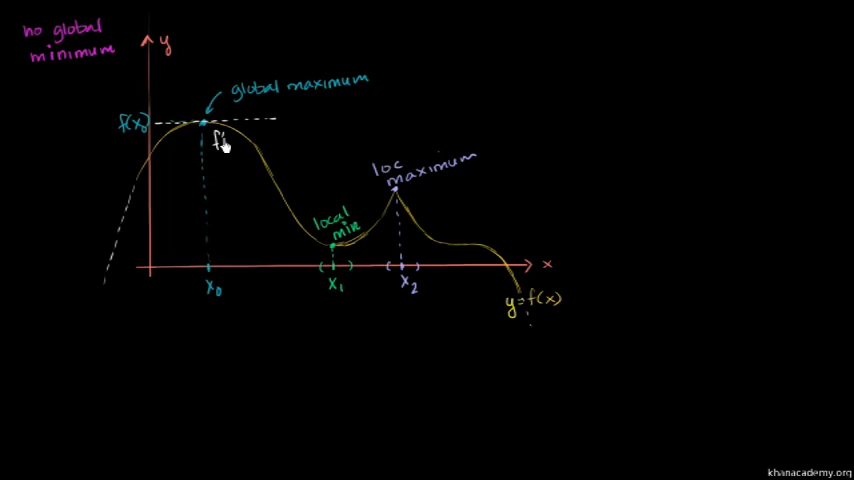 no global
minimum
y
global maximum
f(x₀)
f'
loc
maximum
local
min
x
x₀
x₁
x₂
y=f(x)
khanacademy.org